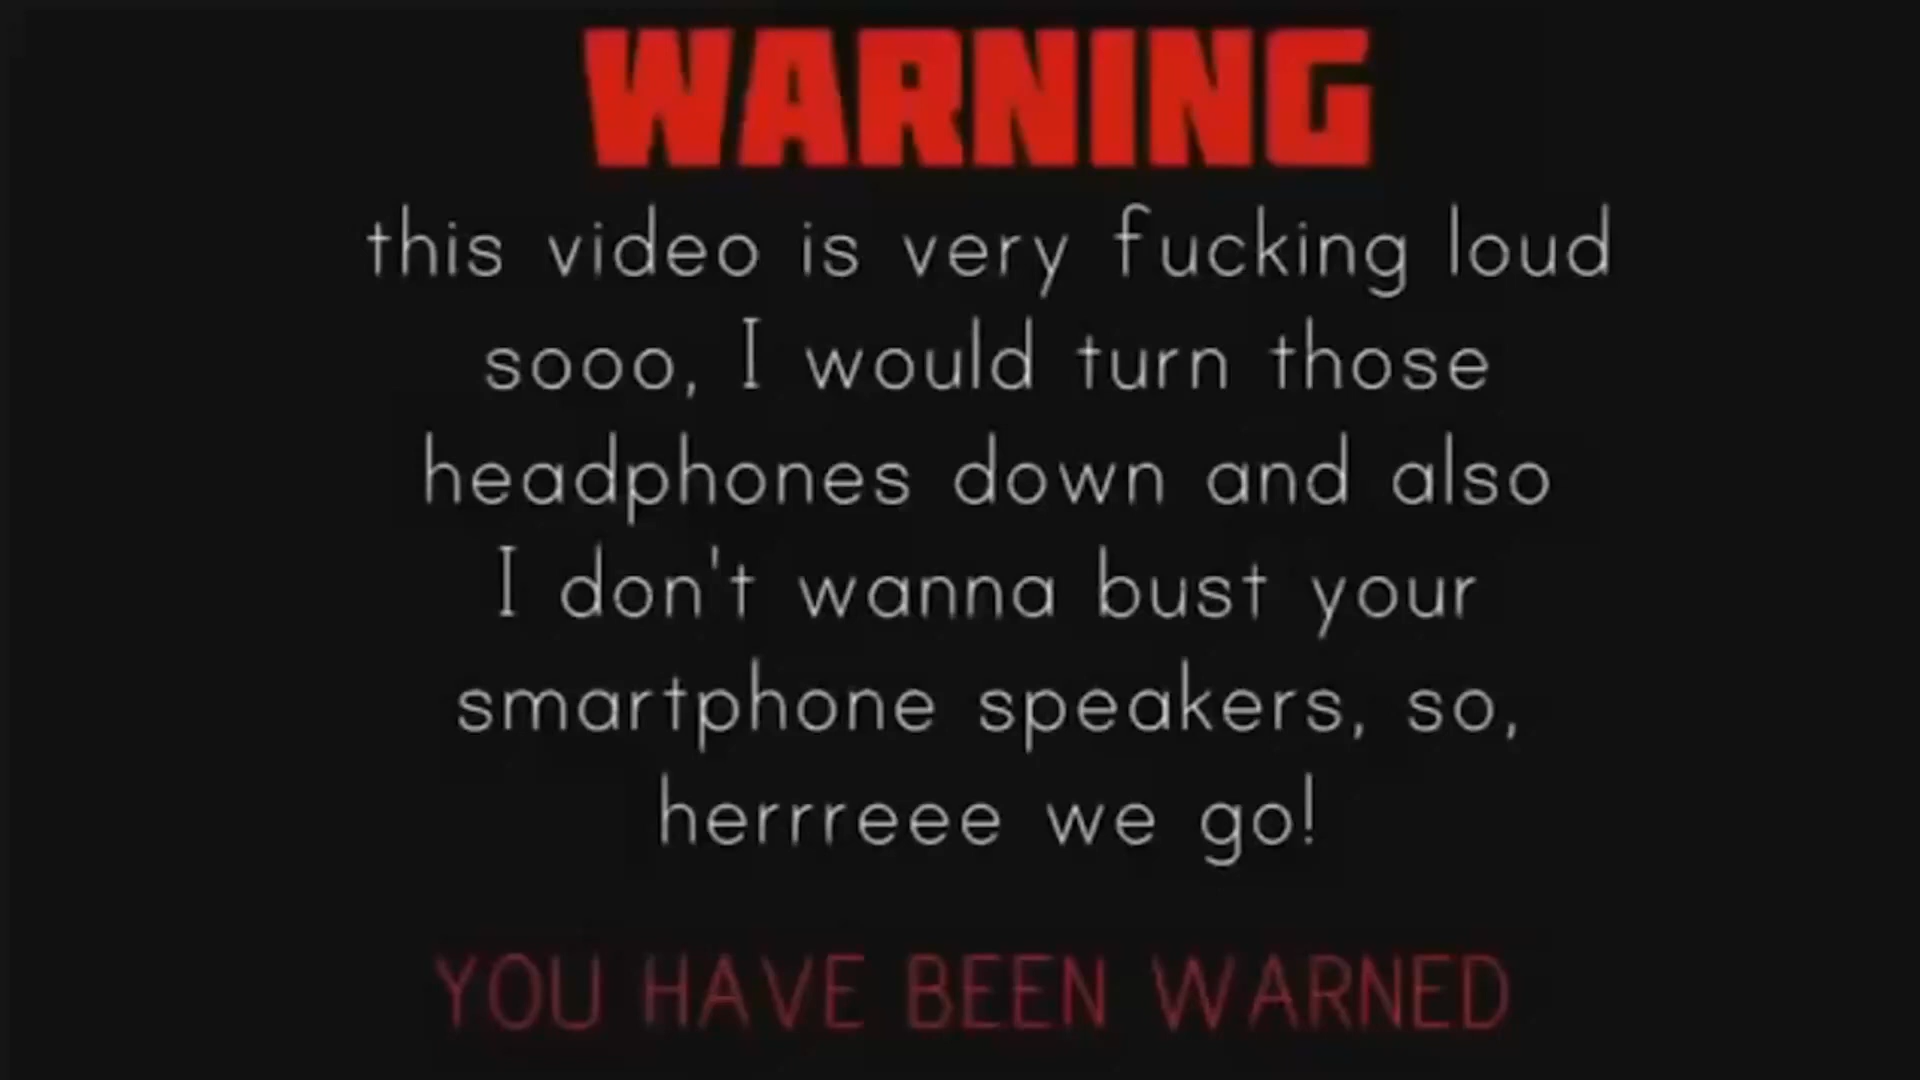 WARNING
this video is very fucking loud
sooo, I would turn those
headphones down and also
I don't wanna bust your
smartphone speakers, so,
herrreee we go!
YOU HAVE BEEN WARNED